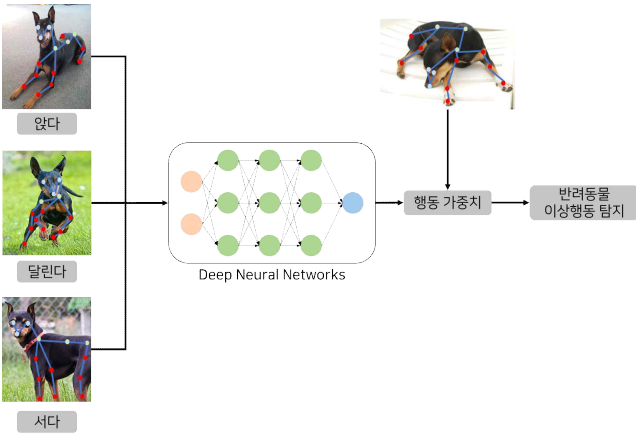 앉다
달린다
서다
Deep Neural Networks
행동 가중치
반려동물
이상행동 탐지